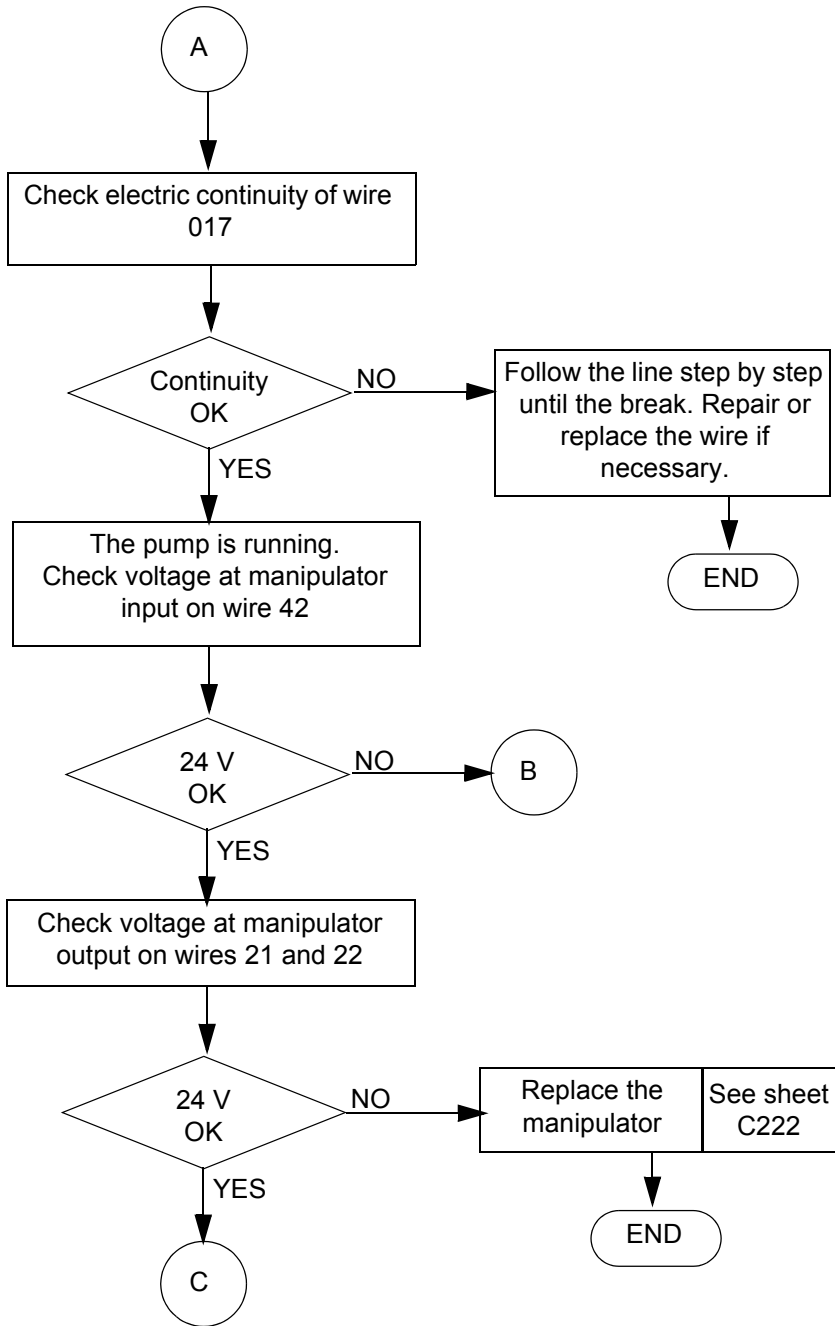 A
Check electric continuity of wire
017
Continuity
OK
NO
Follow the line step by step
until the break. Repair or
replace the wire if
necessary.
YES
END
The pump is running.
Check voltage at manipulator
input on wire 42
24 V
OK
NO
B
YES
Check voltage at manipulator
output on wires 21 and 22
24 V
OK
NO
Replace the
manipulator
See sheet
C222
YES
END
C